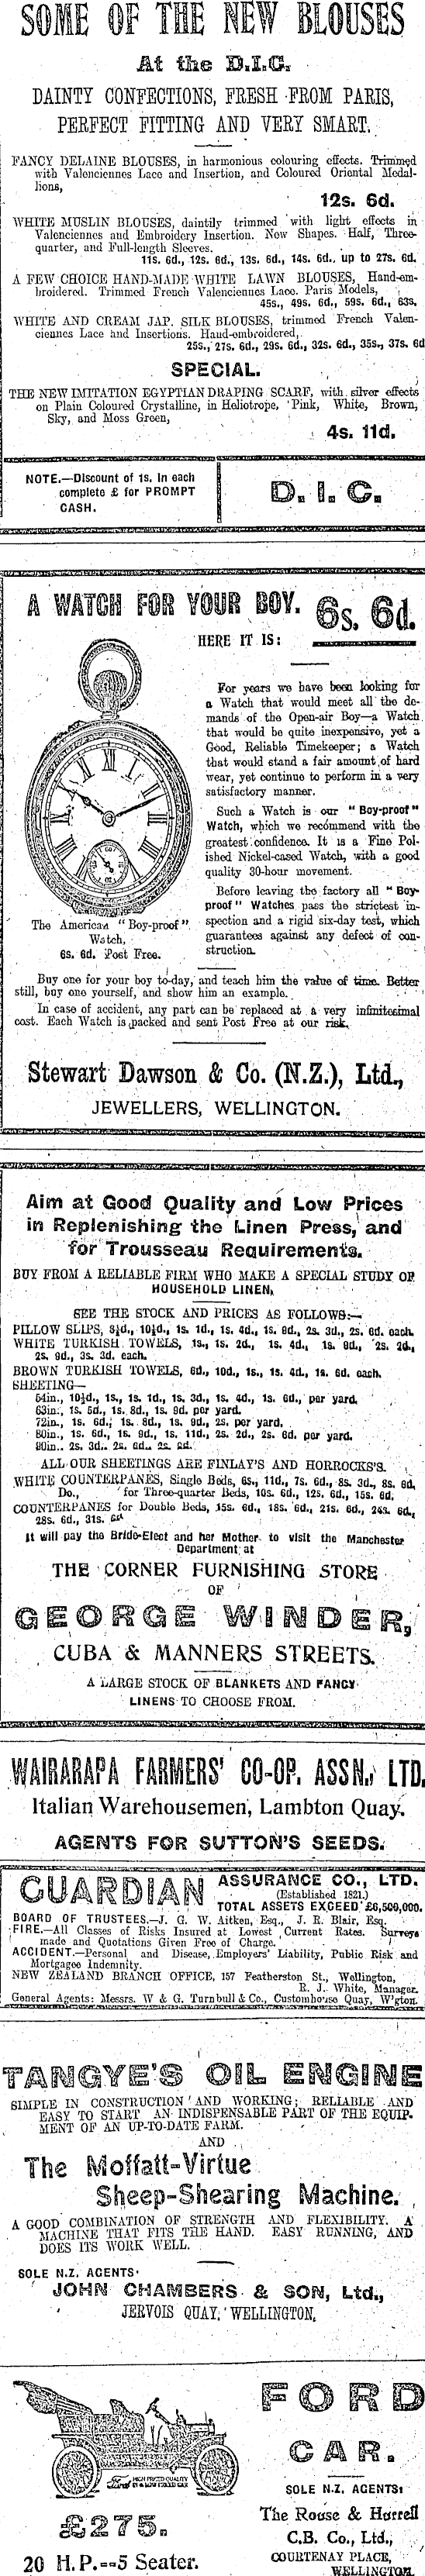 SOME OF THE NEW BLOUSES
At the D.I.C.
DAINTY CONFECTIONS, FRESH FROM PARIS,
PERFECT FITTING AND VERY SMART.
FANCY DELAINE BLOUSES, in harmonious colouring effects. Trimmed
with Valenciennes Lace and Insertion, and Coloured Oriental Medal-
lions,
12s. 6d.
WHITE MUSLIN BLOUSES, daintily trimmed with light effects in
Valenciennes and Embroidery Insertion. New Shapes. Half, Three-
quarter, and Full-length Sleeves.
11s. 6d., 12s. 6d., 13s. 6d., 14s. 6d., up to 27s. 6d.
A FEW CHOICE HAND-MADE WHITE LAWN BLOUSES, Hand-em-
broidered. Trimmed French Valenciennes Lace. Paris Models,
45s., 49s. 6d., 59s. 6d., 63s.
WHITE AND CREAM JAP. SILK BLOUSES, trimmed French Valen-
ciennes Lace and Insertions. Hand-embroidered,
25s., 27s. 6d., 29s. 6d., 32s. 6d., 35s., 37s. 6d
SPECIAL.
THE NEW IMITATION EGYPTIAN DRAPING SCARF, with silver effects
on Plain Coloured Crystalline, in Heliotrope, Pink, White, Brown,
Sky, and Moss Green,
4s. 11d.
NOTE.—Discount of 1s. in each
complete £ for PROMPT
CASH.
D. I. C.
A WATCH FOR YOUR BOY. 6s. 6d.
HERE IT IS:
For years we have been looking for
a Watch that would meet all the de-
mands of the Open-air Boy—a Watch
that would be quite inexpensive, yet a
Good, Reliable Timekeeper; a Watch
that would stand a fair amount of hard
wear, yet continue to perform in a very
satisfactory manner.
Such a Watch is our "Boy-proof"
Watch, which we recommend with the
greatest confidence. It is a Fine Pol-
ished Nickel-cased Watch, with a good
quality 30-hour movement.
Before leaving the factory all "Boy-
proof" Watches pass the strictest in-
spection and a rigid six-day test, which
guarantees against any defect of con-
struction.
The American "Boy-proof"
Watch,
6s. 6d. Post Free.
Buy one for your boy to-day, and teach him the value of time. Better
still, buy one yourself, and show him an example.
In case of accident, any part can be replaced at a very infinitesimal
cost. Each Watch is packed and sent Post Free at our risk.
Stewart Dawson & Co. (N.Z.), Ltd.,
JEWELLERS, WELLINGTON.
Aim at Good Quality and Low Prices
in Replenishing the Linen Press, and
for Trousseau Requirements.
BUY FROM A RELIABLE FIRM WHO MAKE A SPECIAL STUDY OF
HOUSEHOLD LINEN,
SEE THE STOCK AND PRICES AS FOLLOWS:—
PILLOW SLIPS, 8½d., 10½d., 1s. 1d., 1s. 4d., 1s. 9d., 2s. 3d., 2s. 6d. each.
WHITE TURKISH TOWELS, 1s., 1s. 2d., 1s. 4d., 1s. 9d., 2s. 2d.,
2s. 9d., 3s. 3d. each.
BROWN TURKISH TOWELS, 6d., 10d., 1s., 1s. 4d., 1s. 6d. each.
SHEETING—
54in., 10½d., 1s., 1s. 1d., 1s. 3d., 1s. 4d., 1s. 6d., per yard.
63in., 1s. 5d., 1s. 8d., 1s. 9d. per yard.
72in., 1s. 6d., 1s. 8d., 1s. 9d., 2s. per yard.
80in., 1s. 6d., 1s. 9d., 1s. 11d., 2s. 2d., 2s. 6d. per yard.
90in., 2s. 3d., 2s. 6d.,
ALL OUR SHEETINGS ARE FINLAY'S AND HORROCKS'S.
WHITE COUNTERPANES, Single Beds, 6s., 11d., 7s. 6d., 8s. 3d., 8s. 6d,
Do., for Three-quarter Beds, 10s. 6d., 12s. 6d., 15s. 6d.
COUNTERPANES for Double Beds, 15s. 6d., 18s. 6d., 21s. 6d., 24s. 6d.,
28s. 6d., 31s. 6d.
It will pay the Bride-Elect and her Mother to visit the Manchester
Department at
THE CORNER FURNISHING STORE
OF
GEORGE WINDER,
CUBA & MANNERS STREETS.
A LARGE STOCK OF BLANKETS AND FANCY
LINENS TO CHOOSE FROM.
WAIRARAPA FARMERS' CO-OP. ASSN., LTD.
Italian Warehousemen, Lambton Quay.
AGENTS FOR SUTTON'S SEEDS.
GUARDIAN ASSURANCE CO., LTD.
(Established 1821.)
TOTAL ASSETS EXCEED £6,500,000.
BOARD OF TRUSTEES.—J. G. W. Aitken, Esq., J. R. Blair, Esq.
FIRE.—All Classes of Risks Insured at Lowest Current Rates. Surveys
made and Quotations Given Free of Charge.
ACCIDENT.—Personal and Disease, Employers' Liability, Public Risk and
Mortgagee Indemnity.
NEW ZEALAND BRANCH OFFICE, 157 Featherston St., Wellington,
R. J. White, Manager.
General Agents: Messrs. W & G. Turnbull & Co., Customhouse Quay, W'gton.
TANGYE'S OIL ENGINE
SIMPLE IN CONSTRUCTION AND WORKING; RELIABLE AND
EASY TO START AN INDISPENSABLE PART OF THE EQUIP-
MENT OF AN UP-TO-DATE FARM.
AND
The Moffatt-Virtue
Sheep-Shearing Machine.
A GOOD COMBINATION OF STRENGTH AND FLEXIBILITY. A
MACHINE THAT FITS THE HAND. EASY RUNNING, AND
DOES ITS WORK WELL.
SOLE N.Z. AGENTS:
JOHN CHAMBERS & SON, Ltd.,
JERVOIS QUAY, WELLINGTON.
FORD
CAR.
SOLE N.Z. AGENTS:
The Rouse & Hurrell
C.B. Co., Ltd.,
COURTENAY PLACE,
WELLINGTON.
Ford HIGH PRICED QUALITY
IN A LOW PRICED CAR
£275.
20 H.P.--5 Seater.